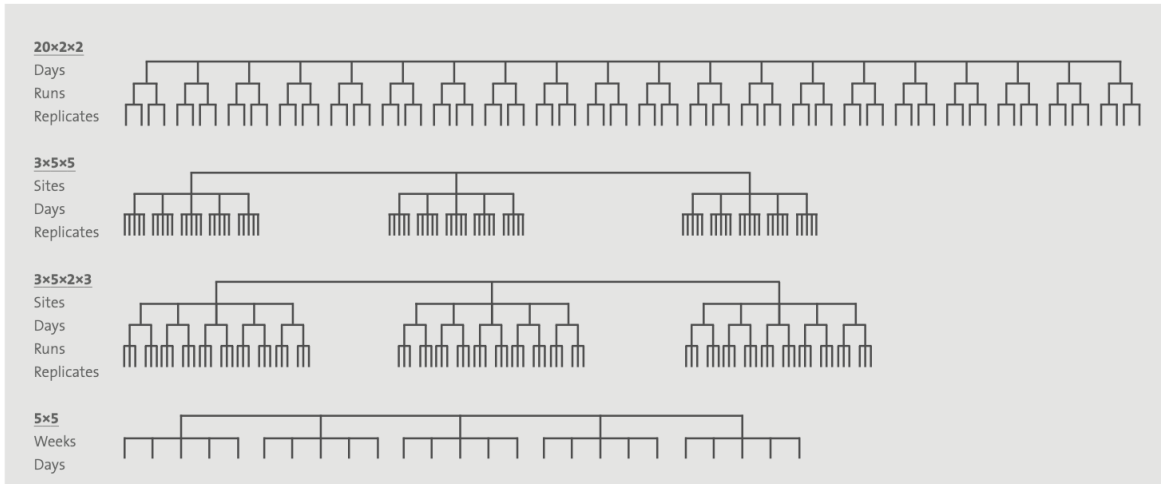 20×2×2
Days
Runs
Replicates
3×5×5
Sites
Days
Replicates
3×5×2×3
Sites
Days
Runs
Replicates
5×5
Weeks
Days